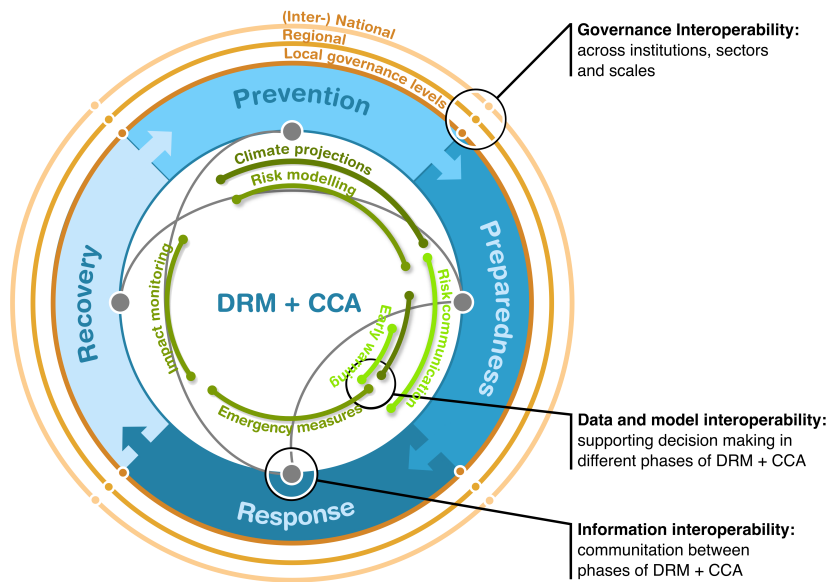 (Inter-) National
Regional
Local governance levels
Governance Interoperability:
across institutions, sectors
and scales
Prevention
Climate projections
Risk modelling
Preparedness
Recovery
Impact monitoring
DRM + CCA
Risk communication
Early warning
Emergency measures
Response
Data and model interoperability:
supporting decision making in
different phases of DRM + CCA
Information interoperability:
communitation between
phases of DRM + CCA